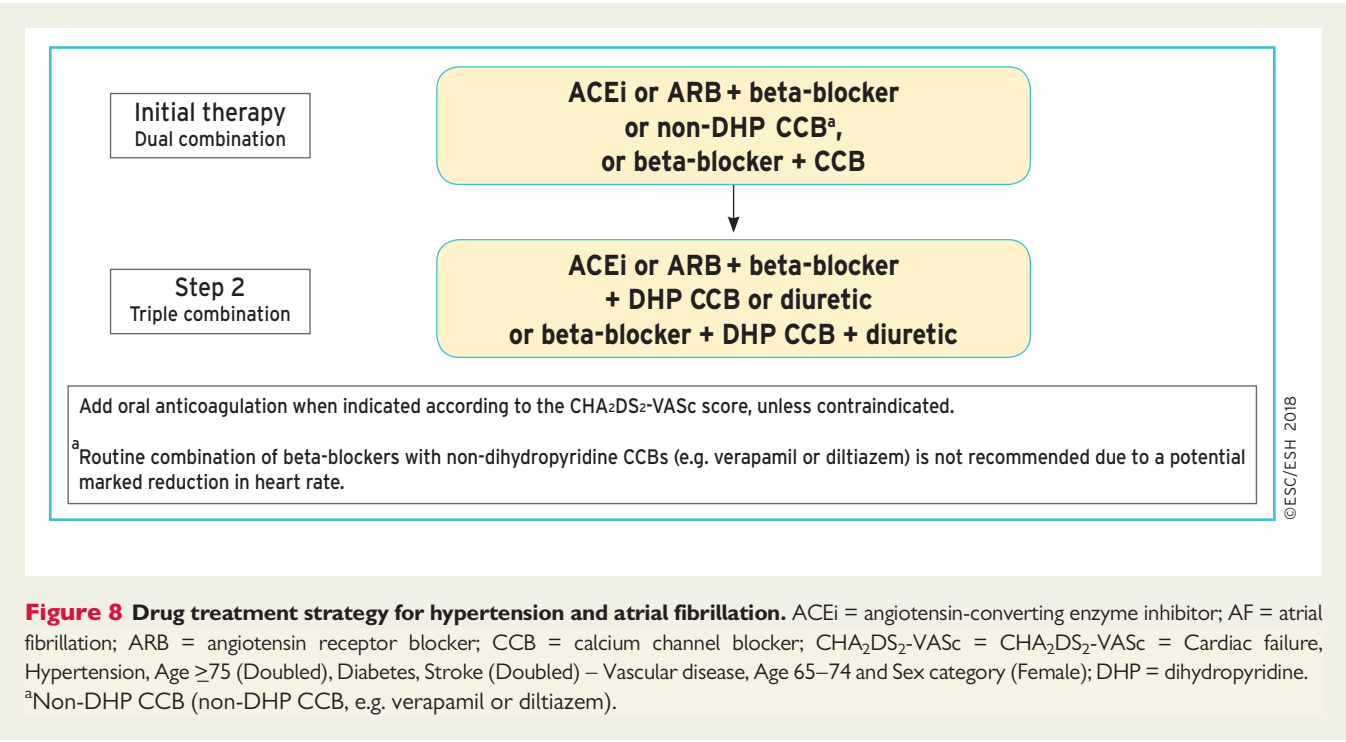 Initial therapy
Dual combination
ACEi or ARB + beta-blocker
or non-DHP CCBᵃ,
or beta-blocker + CCB
Step 2
Triple combination
ACEi or ARB + beta-blocker
+ DHP CCB or diuretic
or beta-blocker + DHP CCB + diuretic
Add oral anticoagulation when indicated according to the CHA₂DS₂-VASc score, unless contraindicated.
ᵃRoutine combination of beta-blockers with non-dihydropyridine CCBs (e.g. verapamil or diltiazem) is not recommended due to a potential
marked reduction in heart rate.
©ESC/ESH 2018
Figure 8 Drug treatment strategy for hypertension and atrial fibrillation. ACEi = angiotensin-converting enzyme inhibitor; AF = atrial
fibrillation; ARB = angiotensin receptor blocker; CCB = calcium channel blocker; CHA₂DS₂-VASc = CHA₂DS₂-VASc = Cardiac failure,
Hypertension, Age ≥75 (Doubled), Diabetes, Stroke (Doubled) – Vascular disease, Age 65–74 and Sex category (Female); DHP = dihydropyridine.
ᵃNon-DHP CCB (non-DHP CCB, e.g. verapamil or diltiazem).